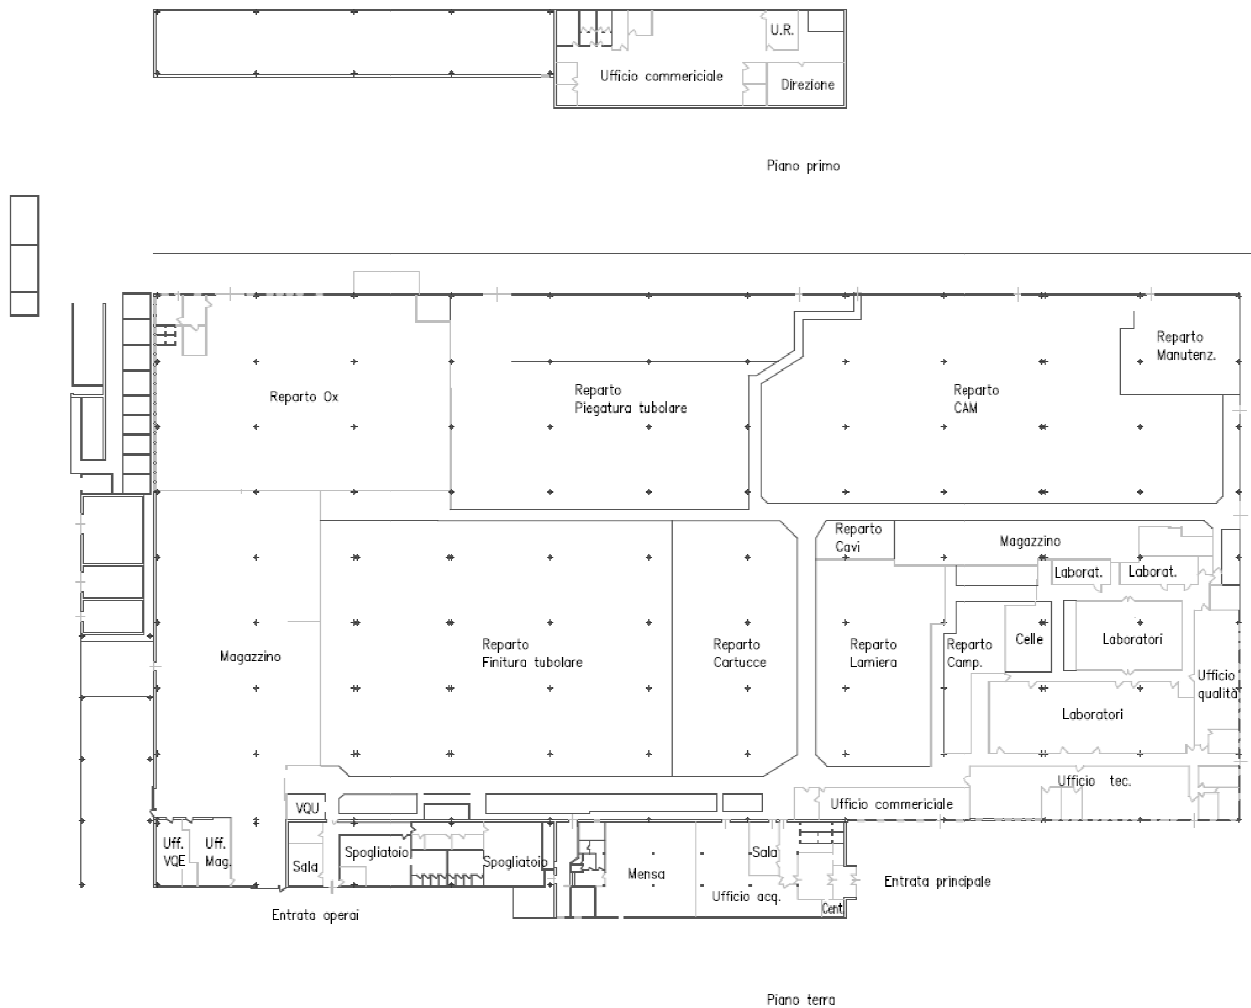 U.R.
Ufficio commericiale
Direzione
Piano primo
Reparto
Manutenz.
Reparto Ox
Reparto
Piegatura tubolare
Reparto
CAM
Reparto
Cavi
Magazzino
Laborat.
Laborat.
Magazzino
Reparto
Finitura tubolare
Reparto
Cartucce
Reparto
Lamiera
Reparto
Camp.
Celle
Laboratori
Ufficio
qualità
Laboratori
Ufficio tec.
VQU
Ufficio commericiale
Uff.
VQE
Uff.
Mag.
Sala
Spogliatoio
Spogliatoio
Mensa
Sala
Ufficio acq.
Cent.
Entrata principale
Entrata operai
Piano terra